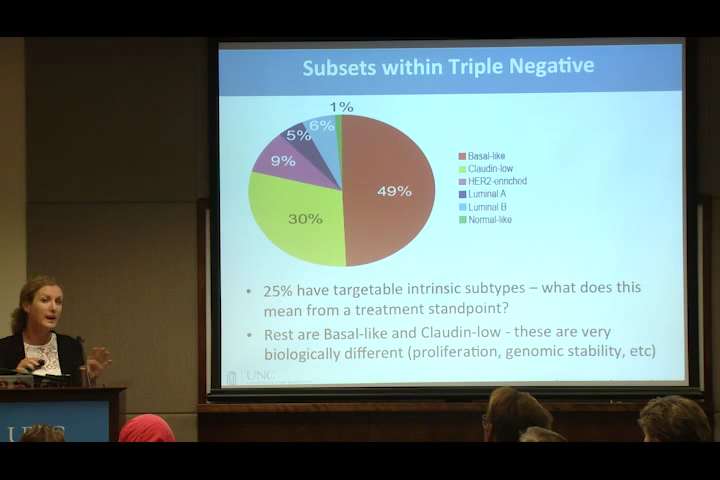 Subsets within Triple Negative
1%
6%
5%
9%
49%
30%
Basal-like
Claudin-low
HER2-enriched
Luminal A
Luminal B
Normal-like
• 25% have targetable intrinsic subtypes – what does this
mean from a treatment standpoint?
• Rest are Basal-like and Claudin-low - these are very
biologically different (proliferation, genomic stability, etc)
UNC
UNC